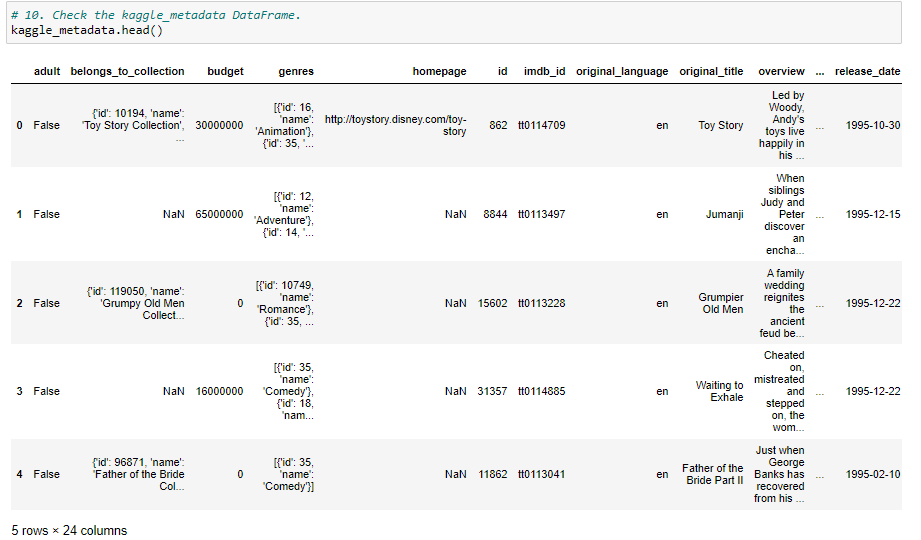 # 10. Check the kaggle_metadata DataFrame.
kaggle_metadata.head()
adult belongs_to_collection budget genres homepage id imdb_id original_language original_title overview ... release_date
0 False {'id': 10194, 'name': 'Toy Story Collection', ... 30000000 [{'id': 16, 'name': 'Animation'}, {'id': 35, '... http://toystory.disney.com/toy-story 862 tt0114709 en Toy Story Led by Woody, Andy's toys live happily in his ... ... 1995-10-30
1 False NaN 65000000 [{'id': 12, 'name': 'Adventure'}, {'id': 14, '... NaN 8844 tt0113497 en Jumanji When siblings Judy and Peter discover an encha... ... 1995-12-15
2 False {'id': 119050, 'name': 'Grumpy Old Men Collect... 0 [{'id': 10749, 'name': 'Romance'}, {'id': 35, ... NaN 15602 tt0113228 en Grumpier Old Men A family wedding reignites the ancient feud be... ... 1995-12-22
3 False NaN 16000000 [{'id': 35, 'name': 'Comedy'}, {'id': 18, 'nam... NaN 31357 tt0114885 en Waiting to Exhale Cheated on, mistreated and stepped on, the wom... ... 1995-12-22
4 False {'id': 96871, 'name': 'Father of the Bride Col... 0 [{'id': 35, 'name': 'Comedy'}] NaN 11862 tt0113041 en Father of the Bride Part II Just when George Banks has recovered from his ... ... 1995-02-10
5 rows × 24 columns